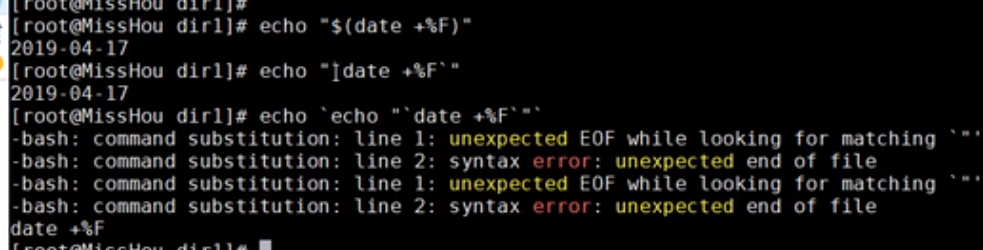 [root@MissHou dir1]#
[root@MissHou dir1]# echo "$(date +%F)"
2019-04-17
[root@MissHou dir1]# echo "`date +%F`"
2019-04-17
[root@MissHou dir1]# echo `echo "`date +%F`"`
-bash: command substitution: line 1: unexpected EOF while looking for matching `"'
-bash: command substitution: line 2: syntax error: unexpected end of file
-bash: command substitution: line 1: unexpected EOF while looking for matching `"'
-bash: command substitution: line 2: syntax error: unexpected end of file
date +%F
[root@MissHou dir1]#